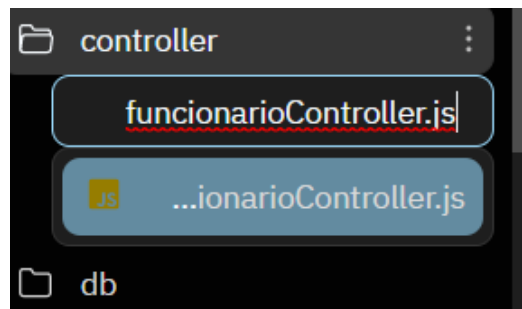 controller
funcionarioController.js
JS
...ionarioController.js
db